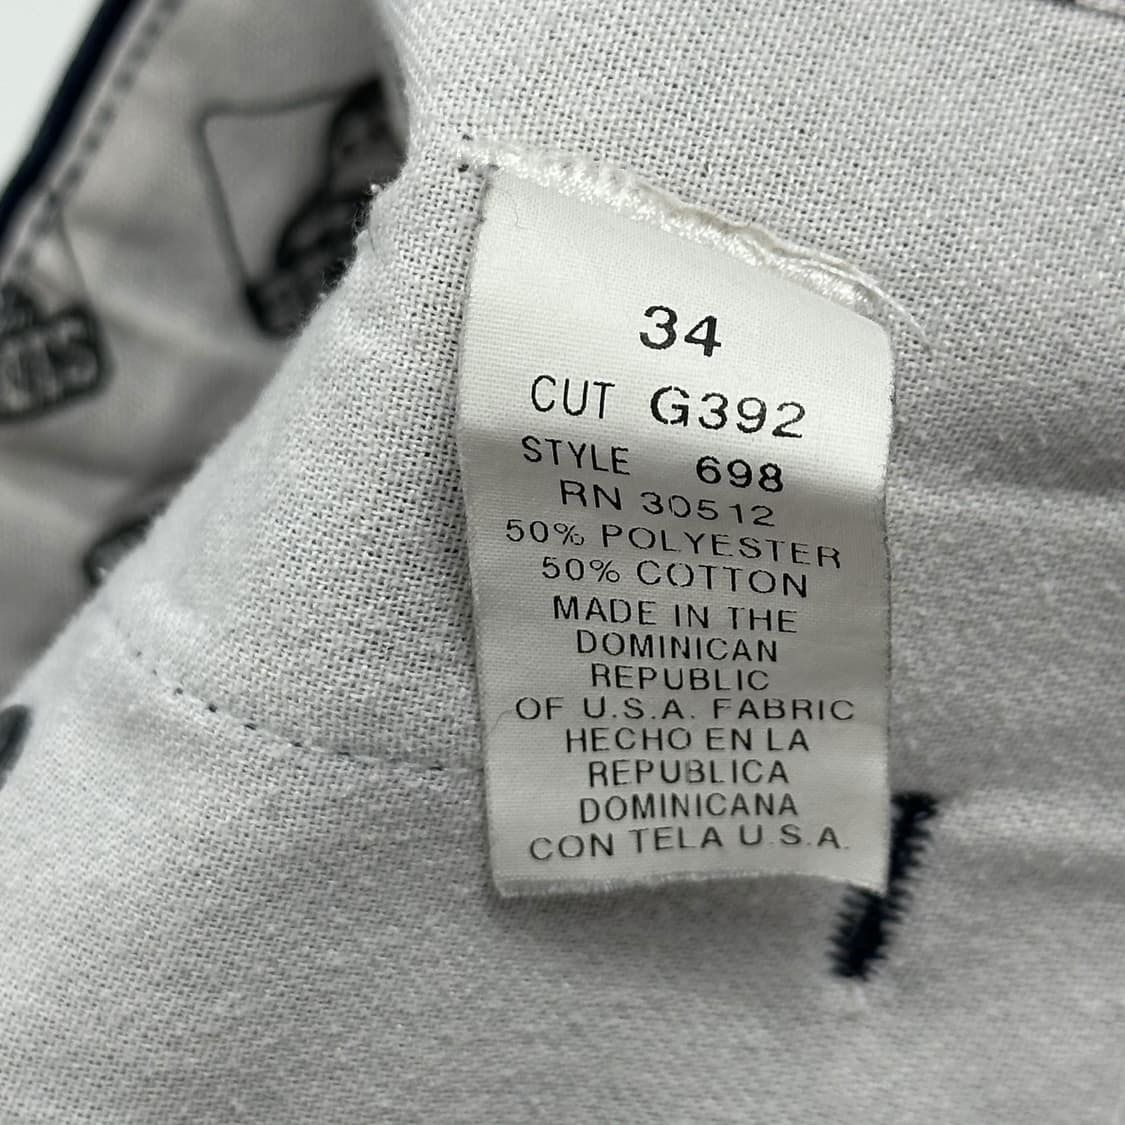 34
CUT G392
STYLE 698
RN 30512
50% POLYESTER
50% COTTON
MADE IN THE
DOMINICAN
REPUBLIC
OF U.S.A. FABRIC
HECHO EN LA
REPUBLICA
DOMINICANA
CON TELA U.S.A.